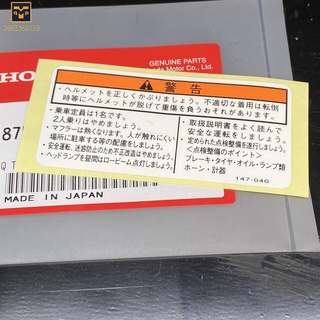 GENUINE PARTS
Motor Co., Ltd.
HO
87
⚠ 警告
・ヘルメットを正しくかぶりましょう。不適切な着用は転倒
時等にヘルメットが脱けて重傷を負うおそれがあります。
・乗車定員は1名です。
2人乗りはやめましょう。
・マフラーは熱くなります。人が触れにくい
場所に駐車する等の配慮をしましょう。
・安全運転、迷惑防止のため不正改造はやめましょう。
・ヘッドランプを昼間はロービーム点灯しましょう。
・取扱説明書をよく読んで
安全な運転をしましょう。
・定められた点検整備を遂行しましょう。
<点検整備のポイント>
ブレーキ・タイヤ・オイル・ランプ類
ホーン・計器
147-040
MADE IN JAPAN